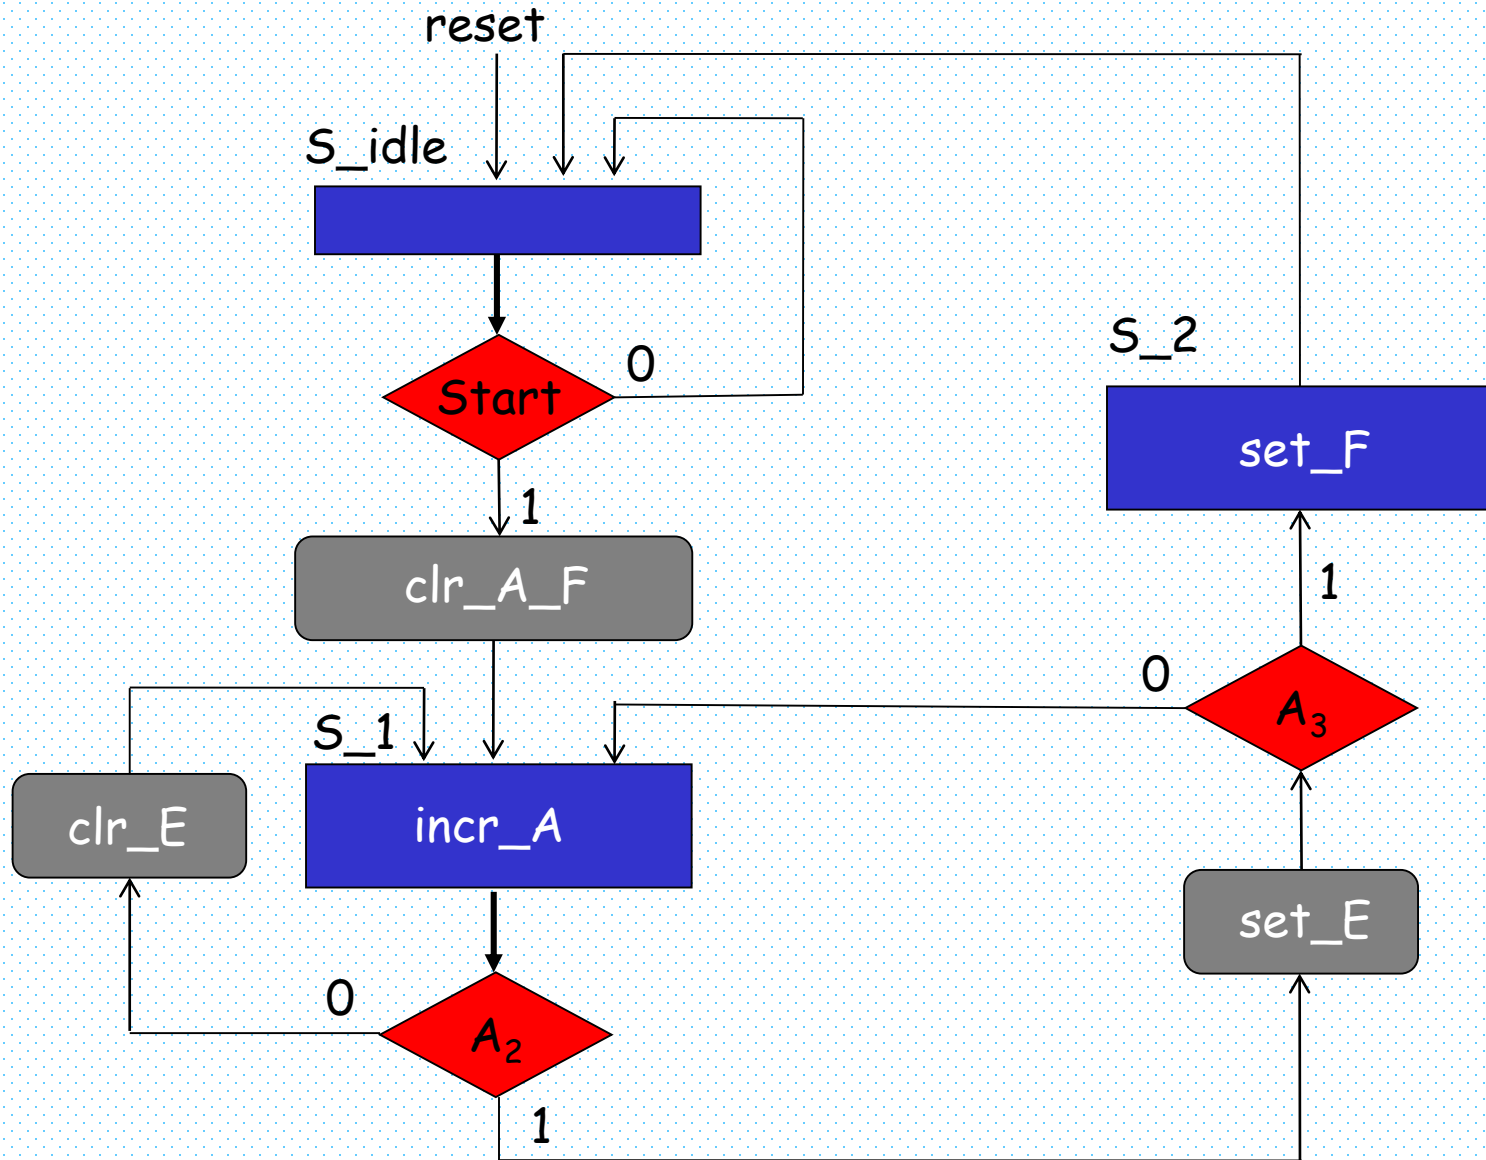 reset
S_idle
Start
0
1
clr_A_F
S_1
incr_A
clr_E
A₂
0
1
set_E
A₃
0
1
S_2
set_F